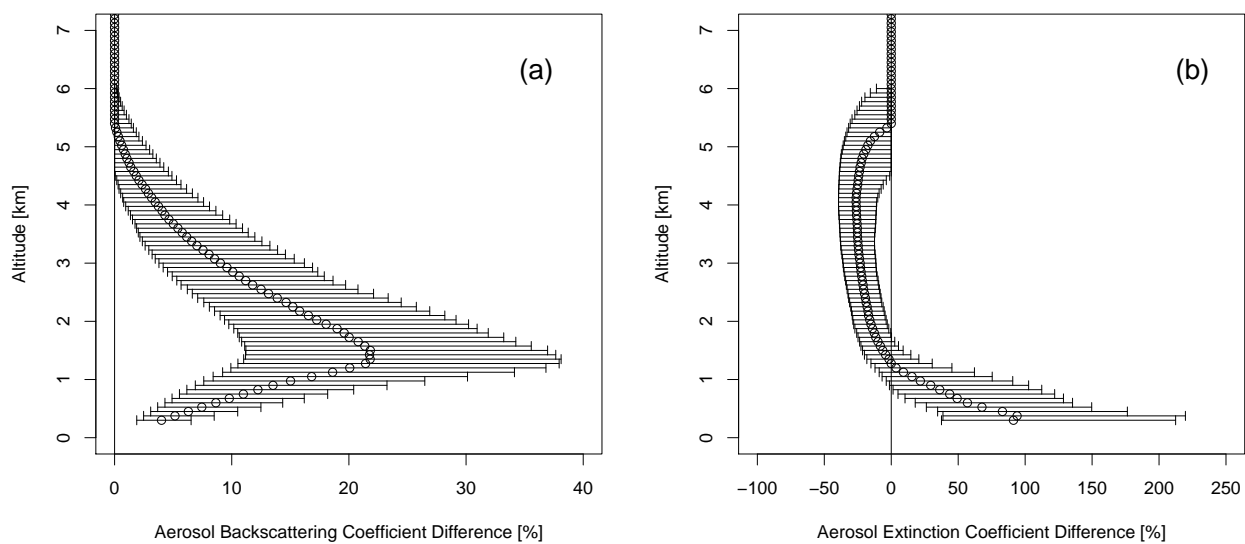 (a)
Altitude [km]
0 1 2 3 4 5 6 7
0 10 20 30 40
Aerosol Backscattering Coefficient Difference [%]
(b)
Altitude [km]
0 1 2 3 4 5 6 7
−100 −50 0 50 100 150 200 250
Aerosol Extinction Coefficient Difference [%]